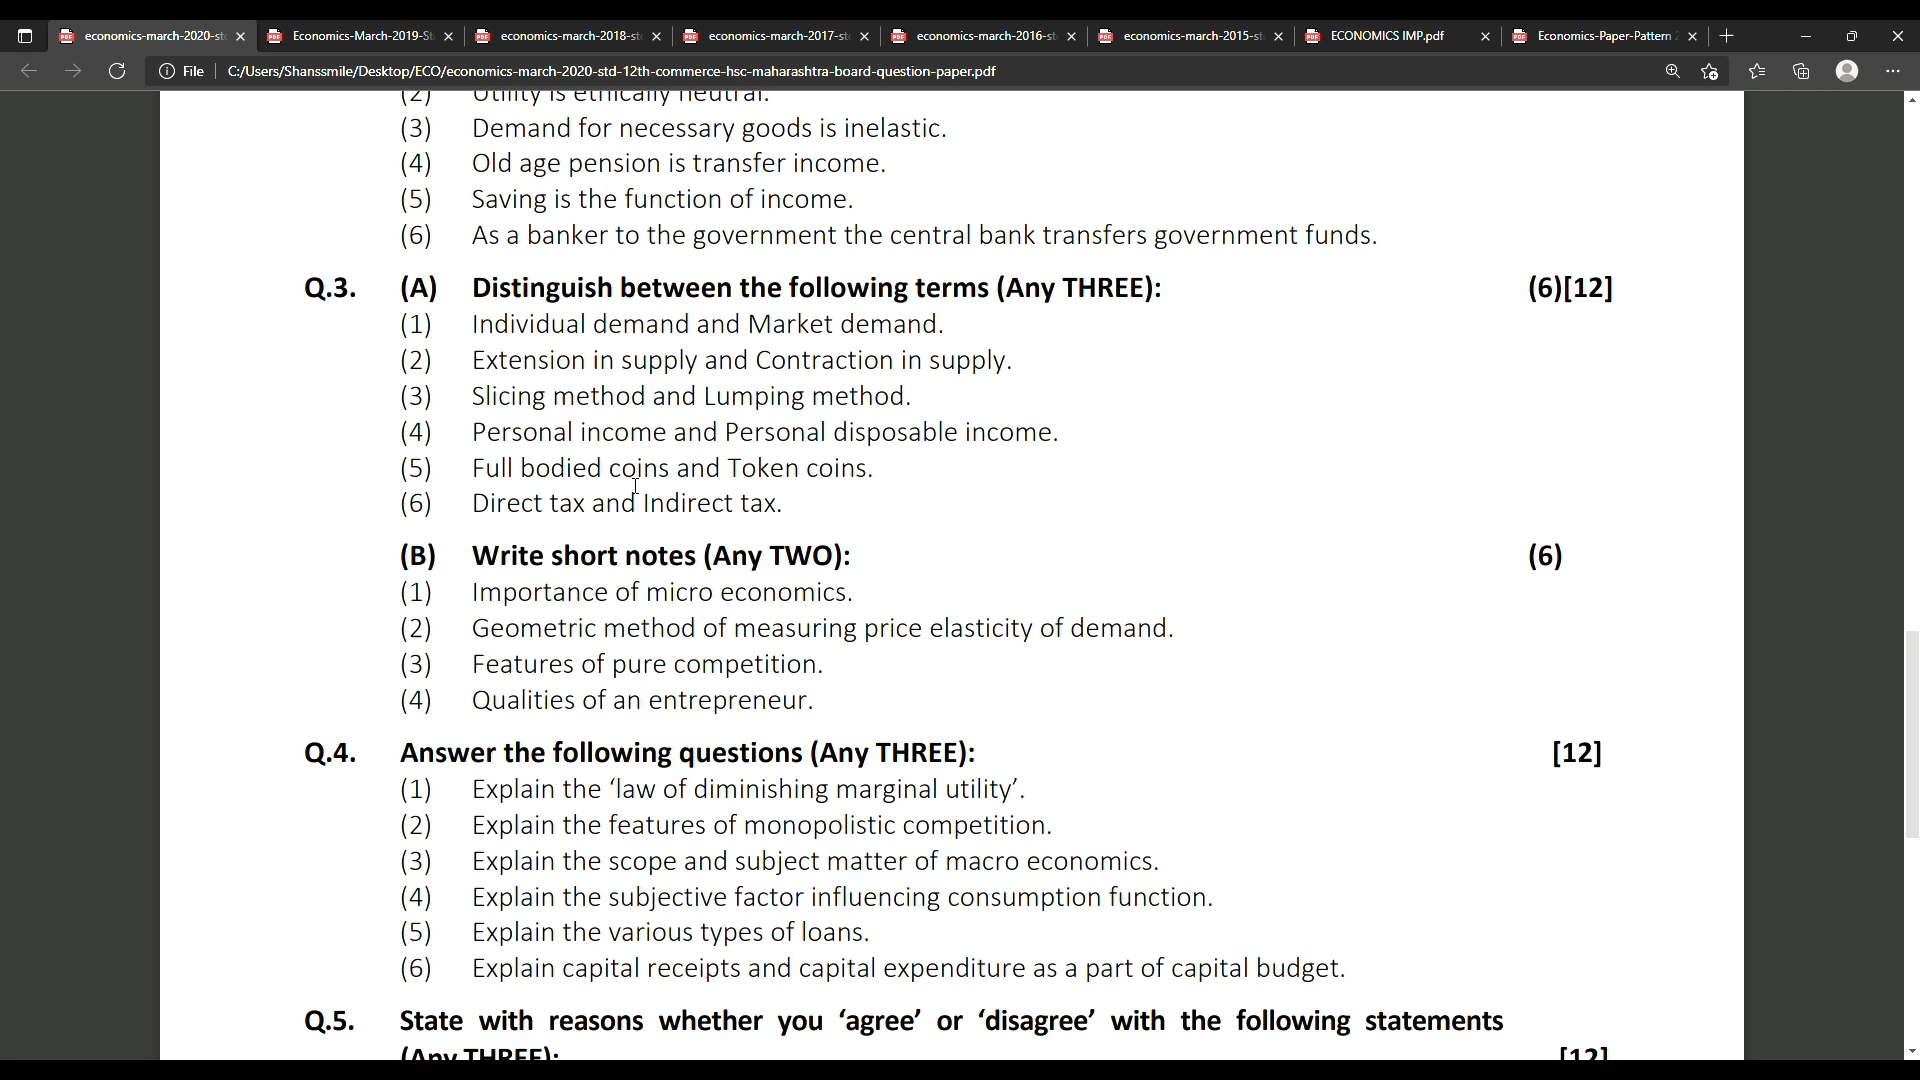 economics-march-2020-st
Economics-March-2019-S
economics-march-2018-st
economics-march-2017-s
economics-march-2016-s
economics-march-2015-s
ECONOMICS IMP.pdf
Economics-Paper-Pattern
File
C:/Users/Shanssmile/Desktop/ECO/economics-march-2020-std-12th-commerce-hsc-maharashtra-board-question-paper.pdf
(2) Utility is ethically neutral.
(3) Demand for necessary goods is inelastic.
(4) Old age pension is transfer income.
(5) Saving is the function of income.
(6) As a banker to the government the central bank transfers government funds.
Q.3. (A) Distinguish between the following terms (Any THREE): (6)[12]
(1) Individual demand and Market demand.
(2) Extension in supply and Contraction in supply.
(3) Slicing method and Lumping method.
(4) Personal income and Personal disposable income.
(5) Full bodied coins and Token coins.
(6) Direct tax and Indirect tax.
(B) Write short notes (Any TWO): (6)
(1) Importance of micro economics.
(2) Geometric method of measuring price elasticity of demand.
(3) Features of pure competition.
(4) Qualities of an entrepreneur.
Q.4. Answer the following questions (Any THREE): [12]
(1) Explain the ‘law of diminishing marginal utility’.
(2) Explain the features of monopolistic competition.
(3) Explain the scope and subject matter of macro economics.
(4) Explain the subjective factor influencing consumption function.
(5) Explain the various types of loans.
(6) Explain capital receipts and capital expenditure as a part of capital budget.
Q.5. State with reasons whether you ‘agree’ or ‘disagree’ with the following statements
(Any THREE): [12]